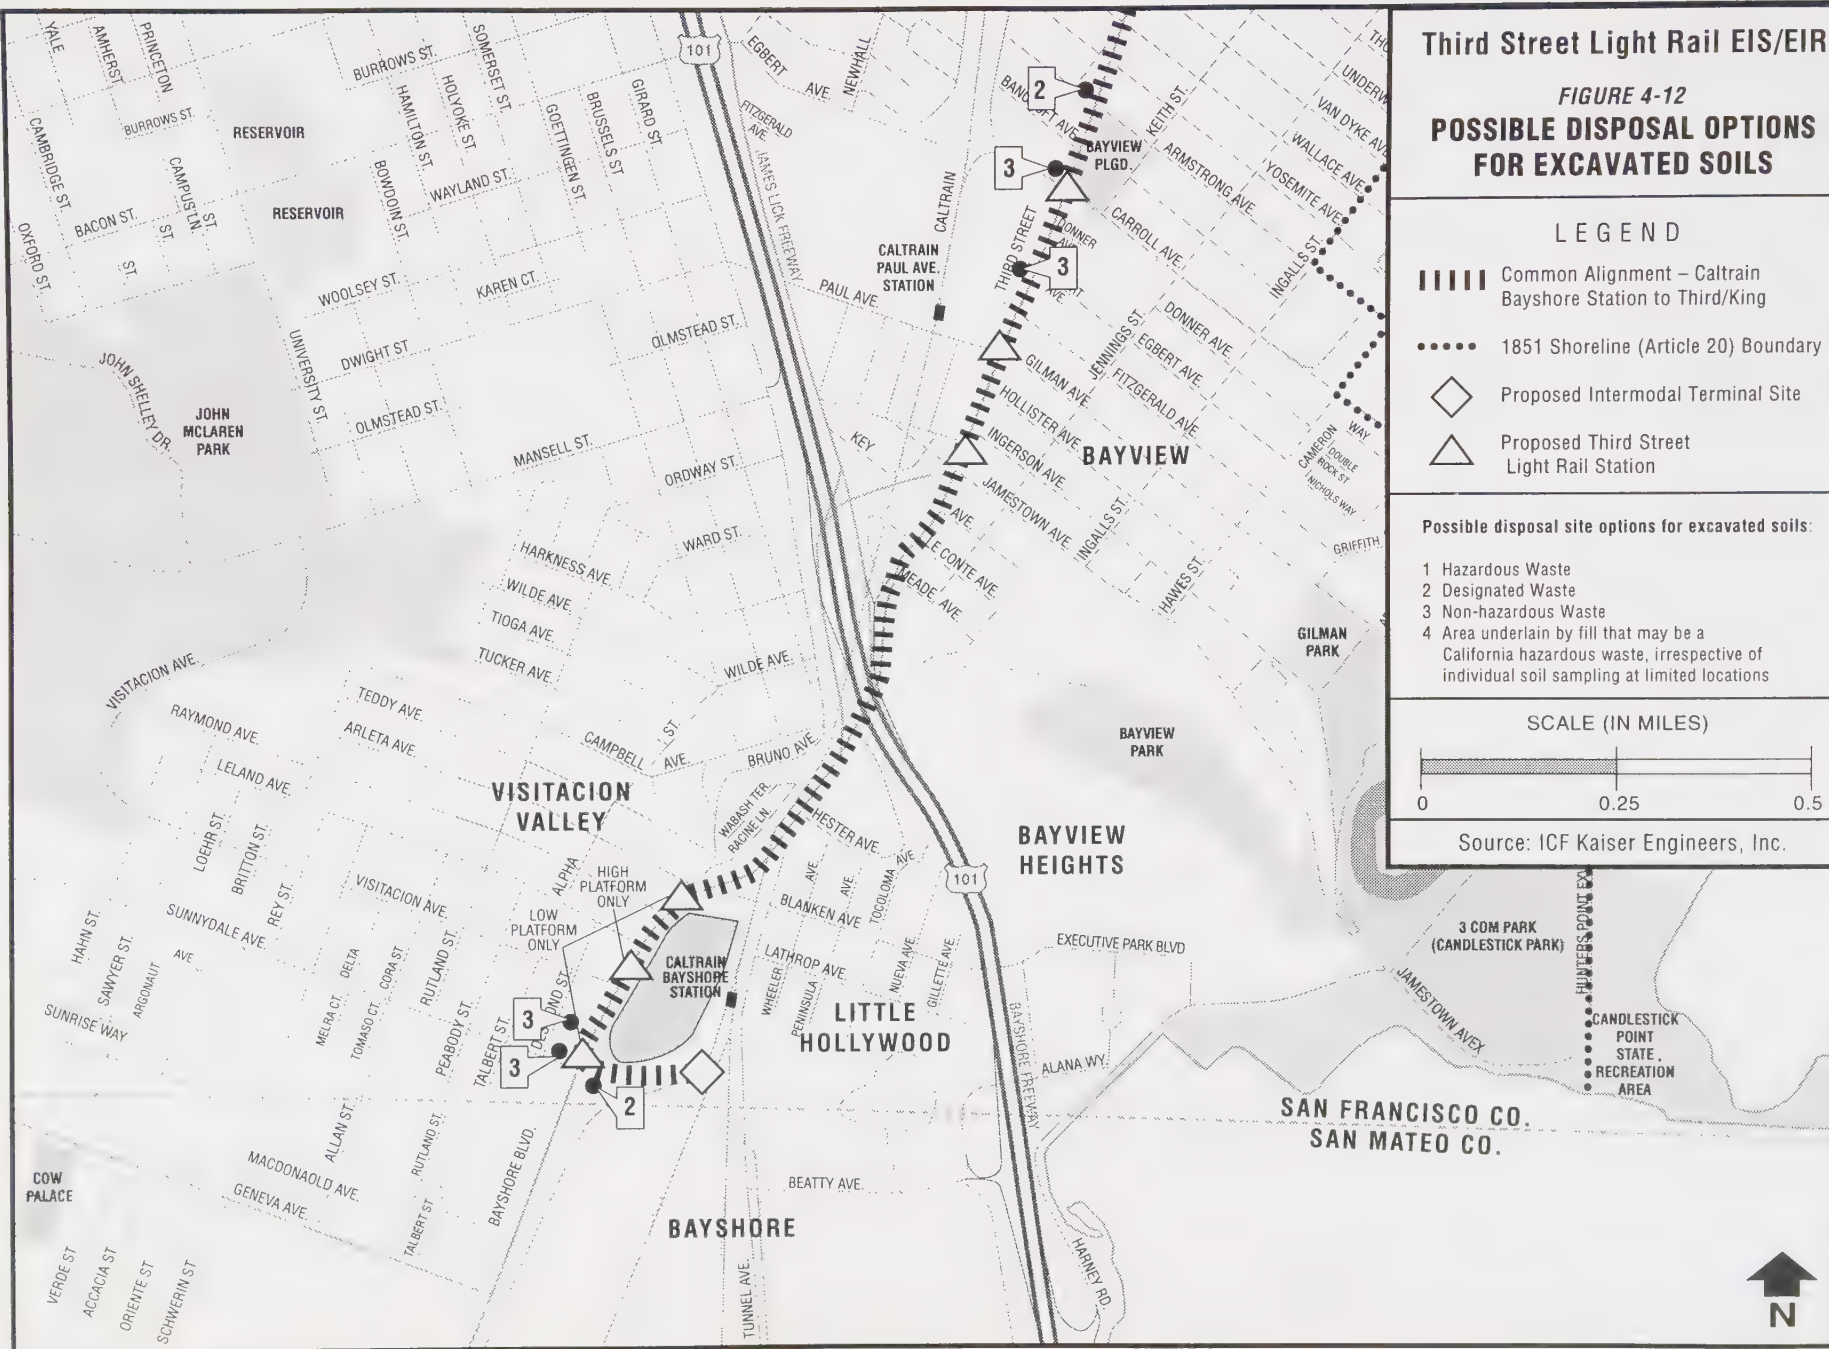 Third Street Light Rail EIS/EIR
FIGURE 4-12
POSSIBLE DISPOSAL OPTIONS
FOR EXCAVATED SOILS
LEGEND
Common Alignment – Caltrain
Bayshore Station to Third/King
1851 Shoreline (Article 20) Boundary
Proposed Intermodal Terminal Site
Proposed Third Street
Light Rail Station
Possible disposal site options for excavated soils:
1 Hazardous Waste
2 Designated Waste
3 Non-hazardous Waste
4 Area underlain by fill that may be a
California hazardous waste, irrespective of
individual soil sampling at limited locations
SCALE (IN MILES)
0 0.25 0.5
Source: ICF Kaiser Engineers, Inc.
N
YALE
AMHERST
PRINCETON
BURROWS ST.
SOMERSET ST.
101
EGBERT
AVE
NEWHALL
2
BURROWS ST.
RESERVOIR
HAMILTON ST.
HOLYOKE ST.
GOETTINGEN ST.
BRUSSELS ST
GIRARD ST.
FITZGERALD
AVE.
KEITH ST.
UNDERW
VAN DYKE AVE
WALLACE AVE.
YOSEMITE AVE.
ARMSTRONG AVE.
BAYVIEW
PLGD.
3
CAMBRIDGE ST.
CAMPUS LN.
ST.
BOWDOIN ST.
WAYLAND ST.
JAMES LICK FREEWAY
CALTRAIN
BACON ST.
ST.
RESERVOIR
OXFORD ST.
ST.
WOOLSEY ST.
KAREN CT.
CALTRAIN
PAUL AVE.
STATION
THIRD STREET
DONNER
3
CARROLL AVE.
INGALLS ST.
PAUL AVE.
UNIVERSITY ST.
DWIGHT ST
OLMSTEAD ST.
JENNINGS ST.
DONNER AVE.
EGBERT AVE.
FITZGERALD AVE.
GILMAN AVE.
HOLLISTER AVE.
JOHN SHELLEY DR.
JOHN
MCLAREN
PARK
OLMSTEAD ST.
MANSELL ST.
ORDWAY ST.
KEY
AVE.
INGERSON AVE.
JAMESTOWN AVE.
BAYVIEW
CAMERON
WAY
DOUBLE
ROCK ST
NICHOLS WAY
GRIFFITH
INGALLS ST.
HAWES ST.
LE CONTE AVE
MEADE AVE.
WARD ST.
HARKNESS AVE.
WILDE AVE.
TIOGA AVE.
TUCKER AVE.
WILDE AVE.
GILMAN
PARK
BAYVIEW
PARK
VISITACION AVE.
RAYMOND AVE.
TEDDY AVE.
ARLETA AVE.
CAMPBELL
AVE.
ST.
BRUNO AVE.
LELAND AVE.
VISITACION
VALLEY
WABASH TER.
RACINE LN.
HESTER AVE.
BAYVIEW
HEIGHTS
101
LOEHR ST.
BRITTON ST.
REY ST.
VISITACION AVE.
ALPHA
HIGH
PLATFORM
ONLY
LOW
PLATFORM
ONLY
AVE.
AVE.
TOCOLOMA
AVE
BLANKEN AVE
SUNNYDALE AVE.
AVE
HAHN ST.
SAWYER ST.
ARGONAUT
SUNRISE WAY
DELTA
MELRA CT.
TOMASO CT.
CORA ST
RUTLAND ST.
PEABODY ST.
TALBERT ST.
CALTRAIN
BAYSHORE
STATION
LATHROP AVE.
WHEELER
PENINSULA
NUEVA AVE.
GILLETTE AVE.
LITTLE
HOLLYWOOD
EXECUTIVE PARK BLVD
BAYSHORE FREEWAY
ALANA WY.
3
3
2
3 COM PARK
(CANDLESTICK PARK)
JAMESTOWN AVEX
CANDLESTICK
POINT
STATE
RECREATION
AREA
SAN FRANCISCO CO.
SAN MATEO CO.
COW
PALACE
ALLAN ST.
MACDONAOLD AVE.
GENEVA AVE.
RUTLAND ST.
TALBERT ST
BAYSHORE BLVD.
BEATTY AVE.
BAYSHORE
TUNNEL AVE.
HARNEY RD.
VERDE ST
ACCACIA ST
ORIENTE ST
SCHWERIN ST